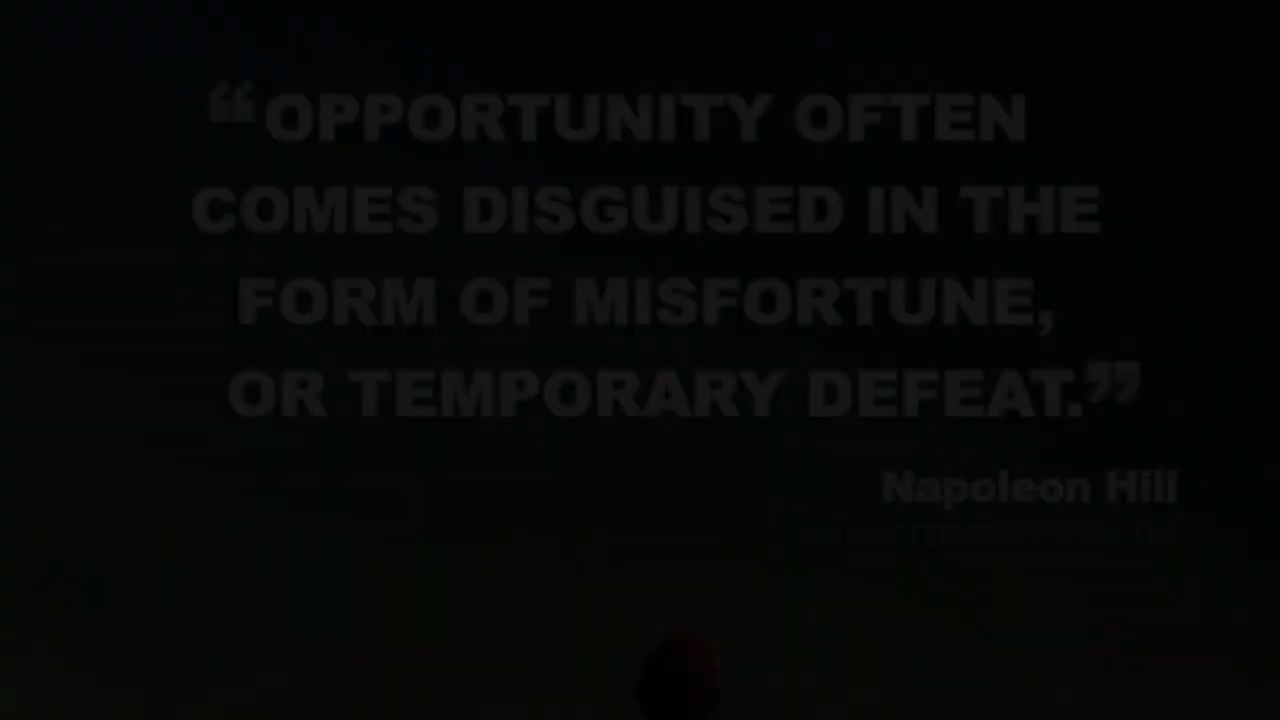 “OPPORTUNITY OFTEN
COMES DISGUISED IN THE
FORM OF MISFORTUNE,
OR TEMPORARY DEFEAT.”
Napoleon Hill